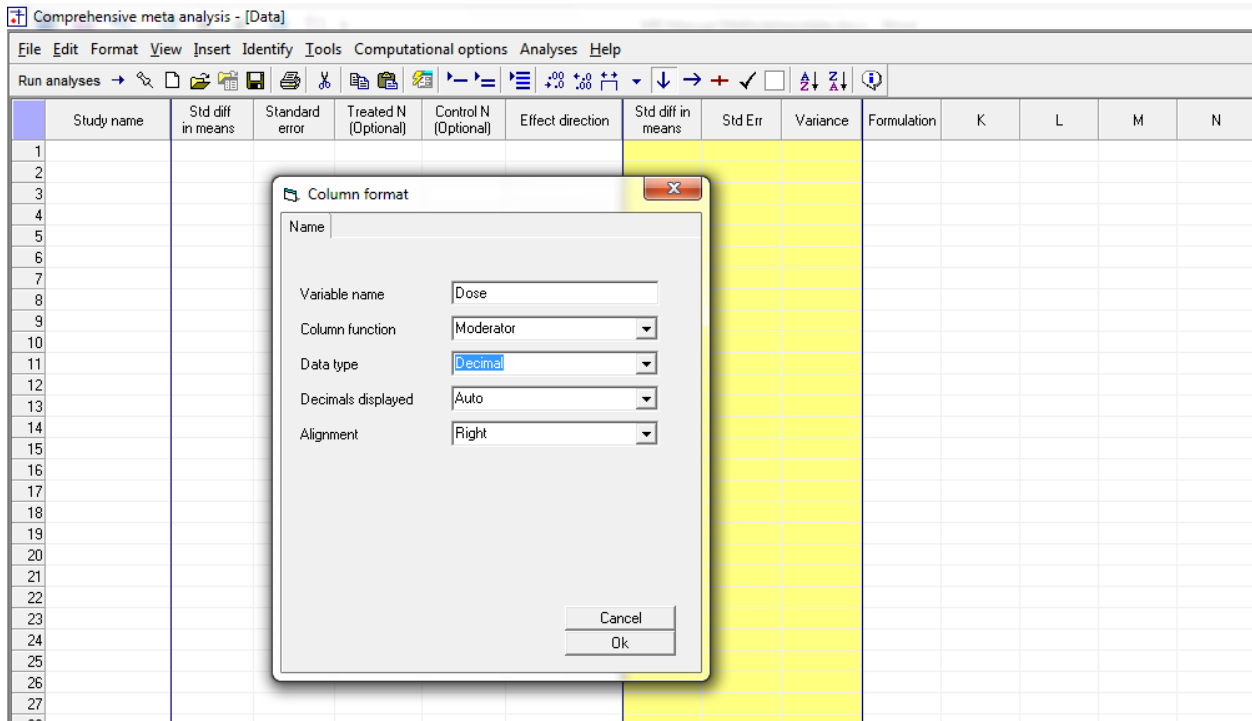 Comprehensive meta analysis - [Data]
File Edit Format View Insert Identify Tools Computational options Analyses Help
Run analyses
Study name
Std diff
in means
Standard
error
Treated N
(Optional)
Control N
(Optional)
Effect direction
Std diff in
means
Std Err
Variance
Formulation
K
L
M
N
1
2
3
4
5
6
7
8
9
10
11
12
13
14
15
16
17
18
19
20
21
22
23
24
25
26
27
Column format
Name
Variable name Dose
Column function Moderator
Data type Decimal
Decimals displayed Auto
Alignment Right
Cancel
Ok